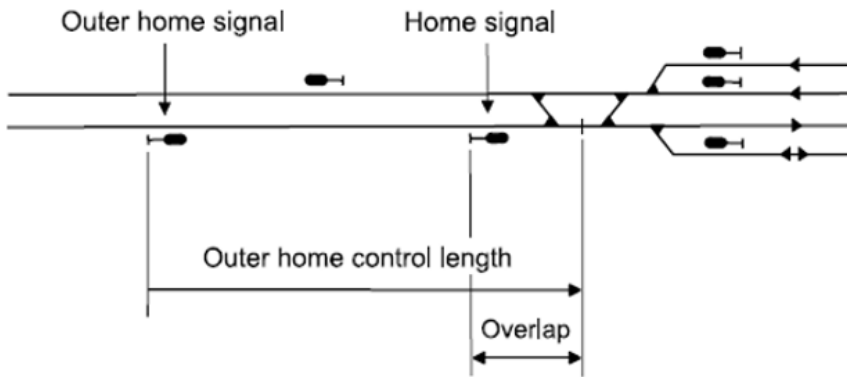 Outer home signal
Home signal
Outer home control length
Overlap